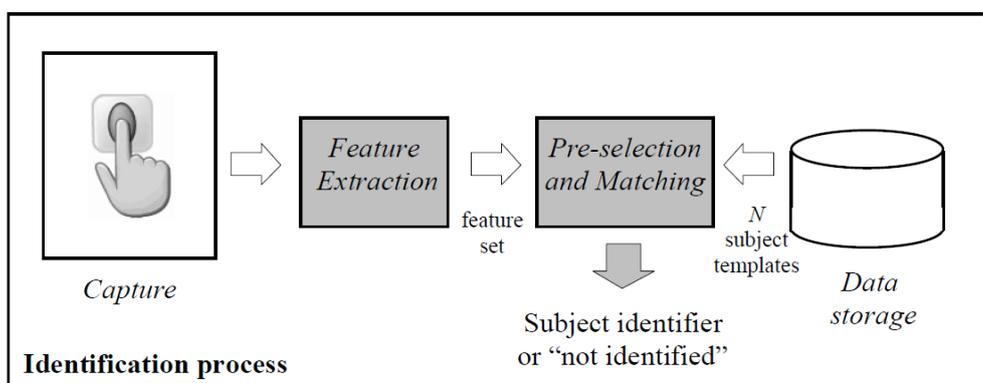 Feature
Extraction
Pre-selection
and Matching
feature
set
N
subject
templates
Capture
Data
storage
Subject identifier
or “not identified”
Identification process